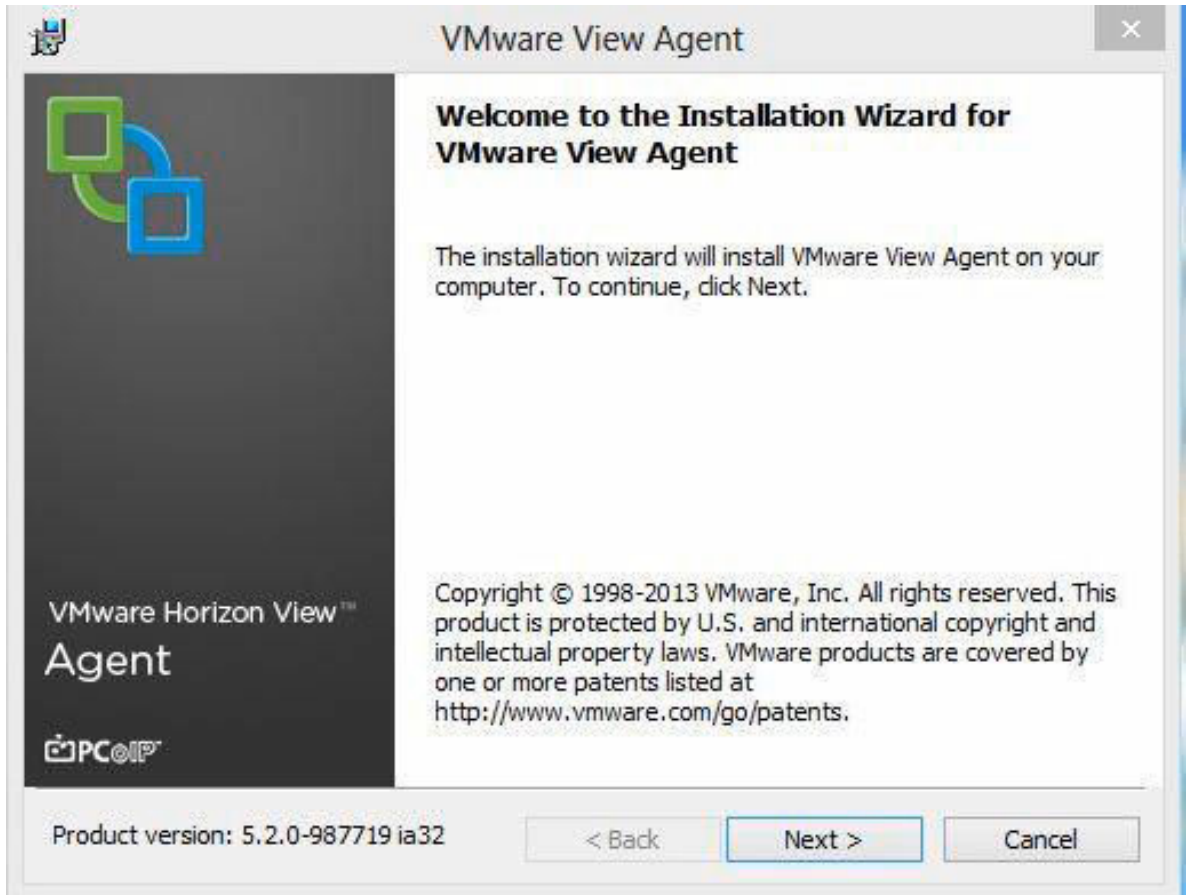 VMware View Agent
Welcome to the Installation Wizard for
VMware View Agent
The installation wizard will install VMware View Agent on your
computer. To continue, click Next.
Copyright © 1998-2013 VMware, Inc. All rights reserved. This
product is protected by U.S. and international copyright and
intellectual property laws. VMware products are covered by
one or more patents listed at
http://www.vmware.com/go/patents.
VMware Horizon View™
Agent
PCoIP
Product version: 5.2.0-987719 ia32
< Back
Next >
Cancel